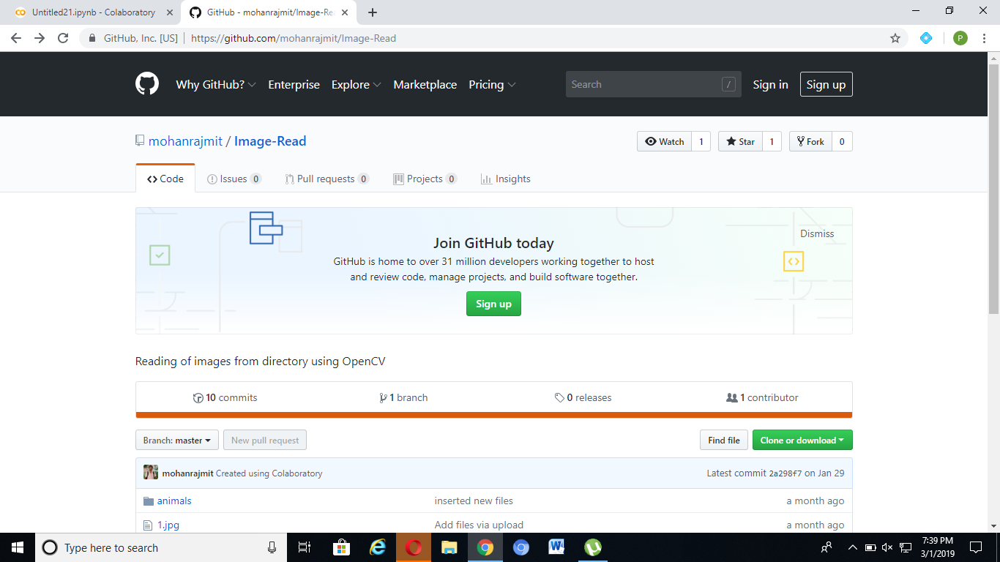 Untitled21.ipynb - Colaboratory
GitHub - mohanrajmit/Image-Re
GitHub, Inc. [US] https://github.com/mohanrajmit/Image-Read
P
Why GitHub? Enterprise Explore Marketplace Pricing Search / Sign in Sign up
mohanrajmit / Image-Read Watch 1 Star 1 Fork 0
Code Issues 0 Pull requests 0 Projects 0 Insights
Dismiss
Join GitHub today
GitHub is home to over 31 million developers working together to host
and review code, manage projects, and build software together.
Sign up
Reading of images from directory using OpenCV
10 commits 1 branch 0 releases 1 contributor
Branch: master New pull request Find file Clone or download
mohanrajmit Created using Colaboratory Latest commit 2a298f7 on Jan 29
animals inserted new files a month ago
1.jpg Add files via upload a month ago
Type here to search
7:39 PM
3/1/2019